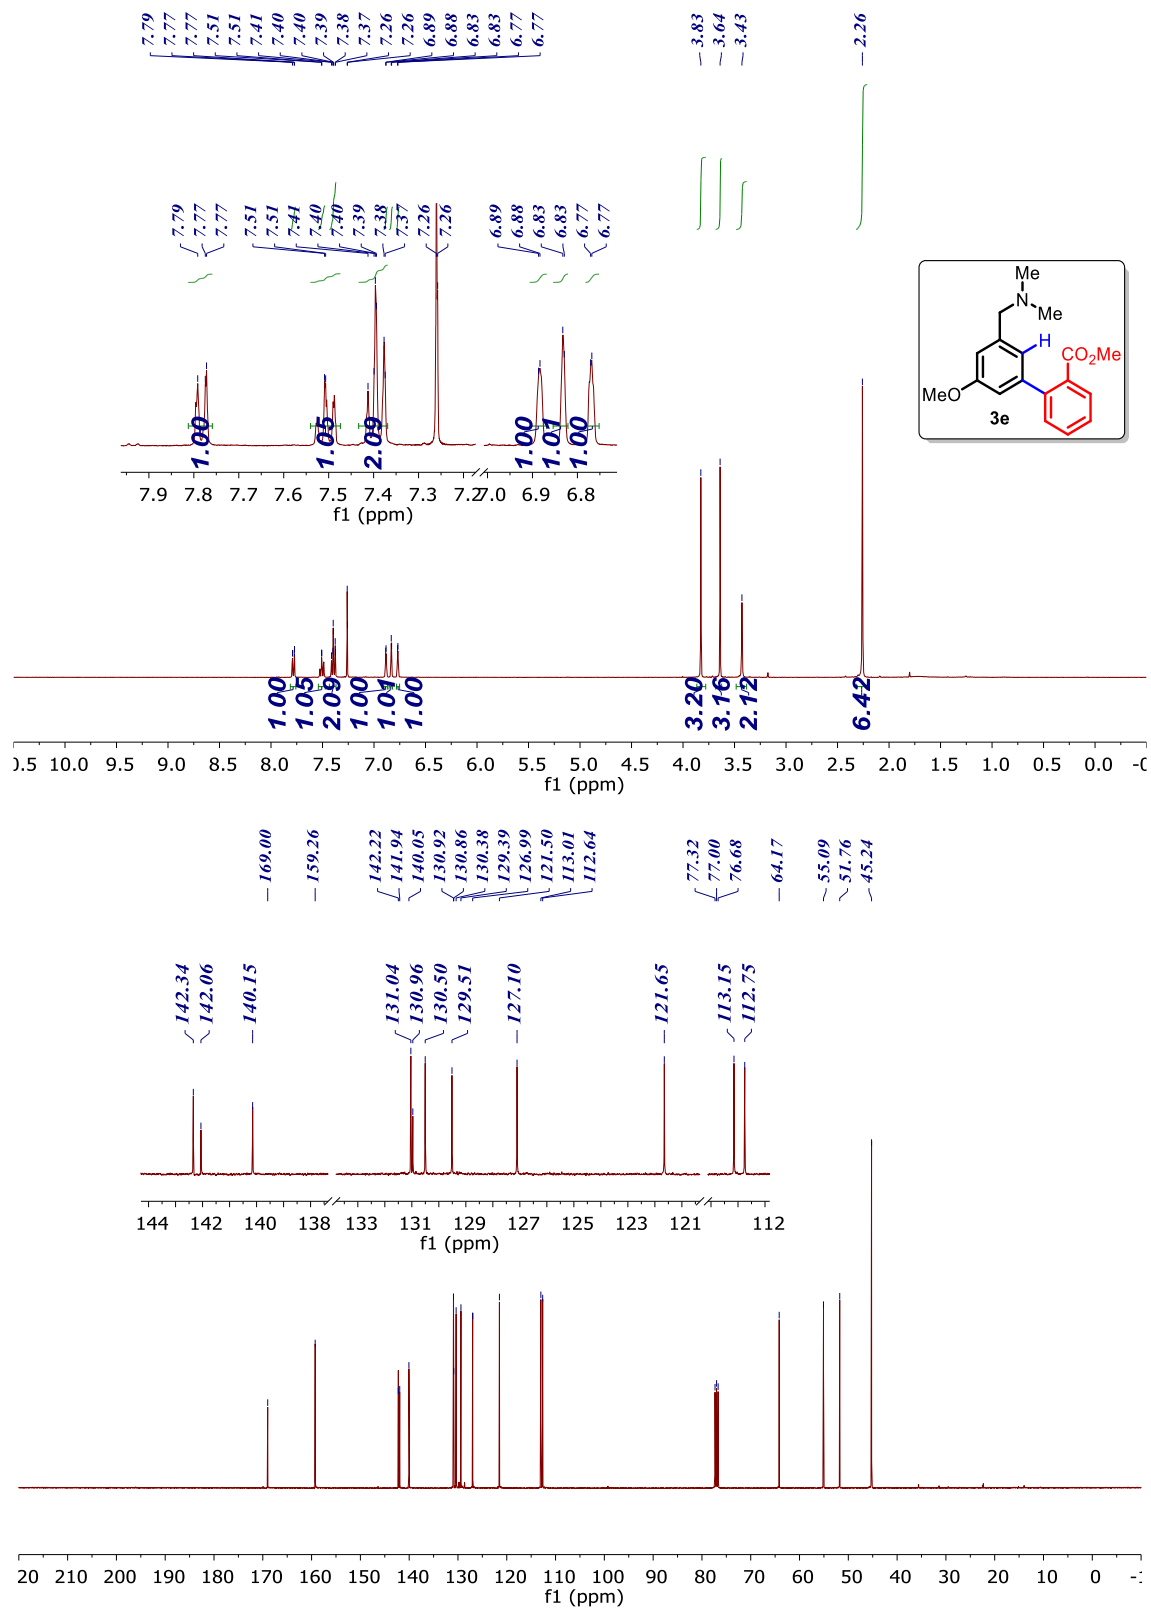 7.79 7.77 7.77 7.51 7.51 7.41 7.40 7.40 7.39 7.38 7.37 7.26 7.26 6.89 6.88 6.83 6.83 6.77 6.77 3.83 3.64 3.43 2.26
7.79 7.77 7.77 7.51 7.51 7.41 7.40 7.40 7.39 7.38 7.37 7.26 7.26 6.89 6.88 6.83 6.83 6.77 6.77
Me
N
Me
H
CO2Me
MeO
3e
1.00 1.05 2.09 1.00 1.01 1.00
7.9 7.8 7.7 7.6 7.5 7.4 7.3 7.2 7.0 6.9 6.8
f1 (ppm)
1.00 1.05 2.09 1.00 1.01 1.00 3.20 3.16 2.12 6.42
0.5 10.0 9.5 9.0 8.5 8.0 7.5 7.0 6.5 6.0 5.5 5.0 4.5 4.0 3.5 3.0 2.5 2.0 1.5 1.0 0.5 0.0 -0
f1 (ppm)
169.00 159.26 142.22 141.94 140.05 130.92 130.86 130.38 129.39 126.99 121.50 113.01 112.64 77.32 77.00 76.68 64.17 55.09 51.76 45.24
142.34 142.06 140.15 131.04 130.96 130.50 129.51 127.10 121.65 113.15 112.75
144 142 140 138 133 131 129 127 125 123 121 112
f1 (ppm)
20 210 200 190 180 170 160 150 140 130 120 110 100 90 80 70 60 50 40 30 20 10 0 -1
f1 (ppm)